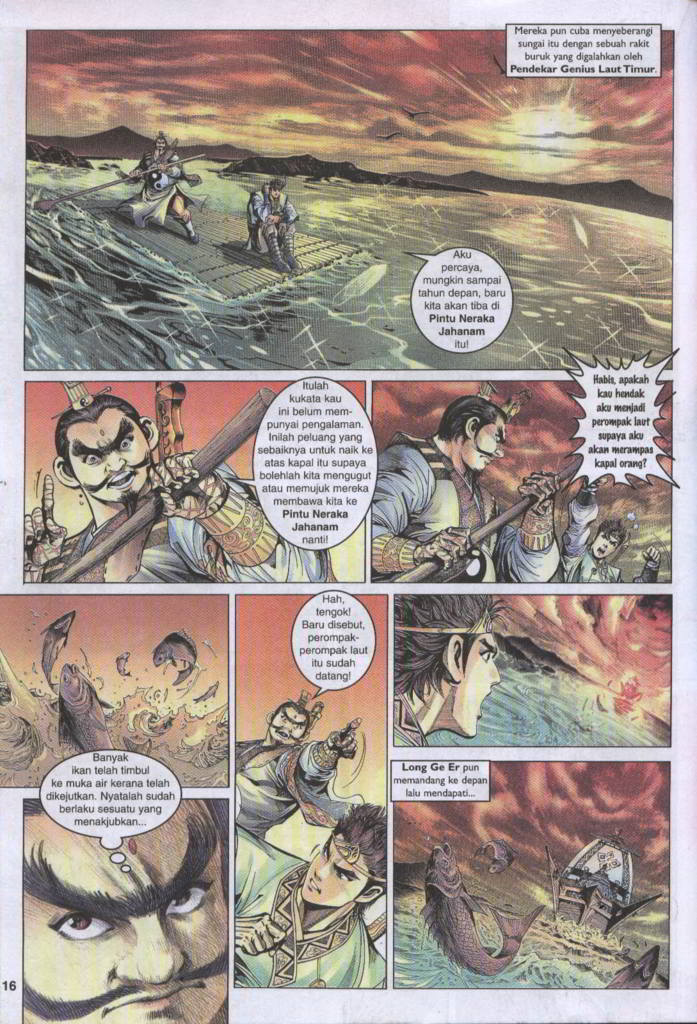 Mereka pun cuba menyeberangi
sungai itu dengan sebuah rakit
buruk yang digalahkan oleh
Pendekar Genius Laut Timur.
Aku
percaya,
mungkin sampai
tahun depan, baru
kita akan tiba di
Pintu Neraka
Jahanam
itu!
Itulah
kukata kau
ini belum mem-
punyai pengalaman.
Inilah peluang yang
sebaiknya untuk naik ke
atas kapal itu supaya
bolehlah kita mengugut
atau memujuk mereka
membawa kita ke
Pintu Neraka
Jahanam
nanti!
Habis, apakah
kau hendak
aku menjadi
perompak laut
supaya aku
akan merampas
kapal orang?
Hah,
tengok!
Baru disebut,
perompak-
perompak laut
itu sudah
datang!
Banyak
ikan telah timbul
ke muka air kerana telah
dikejutkan. Nyatalah sudah
berlaku sesuatu yang
menakjubkan...
Long Ge Er pun
memandang ke depan
lalu mendapati...
16